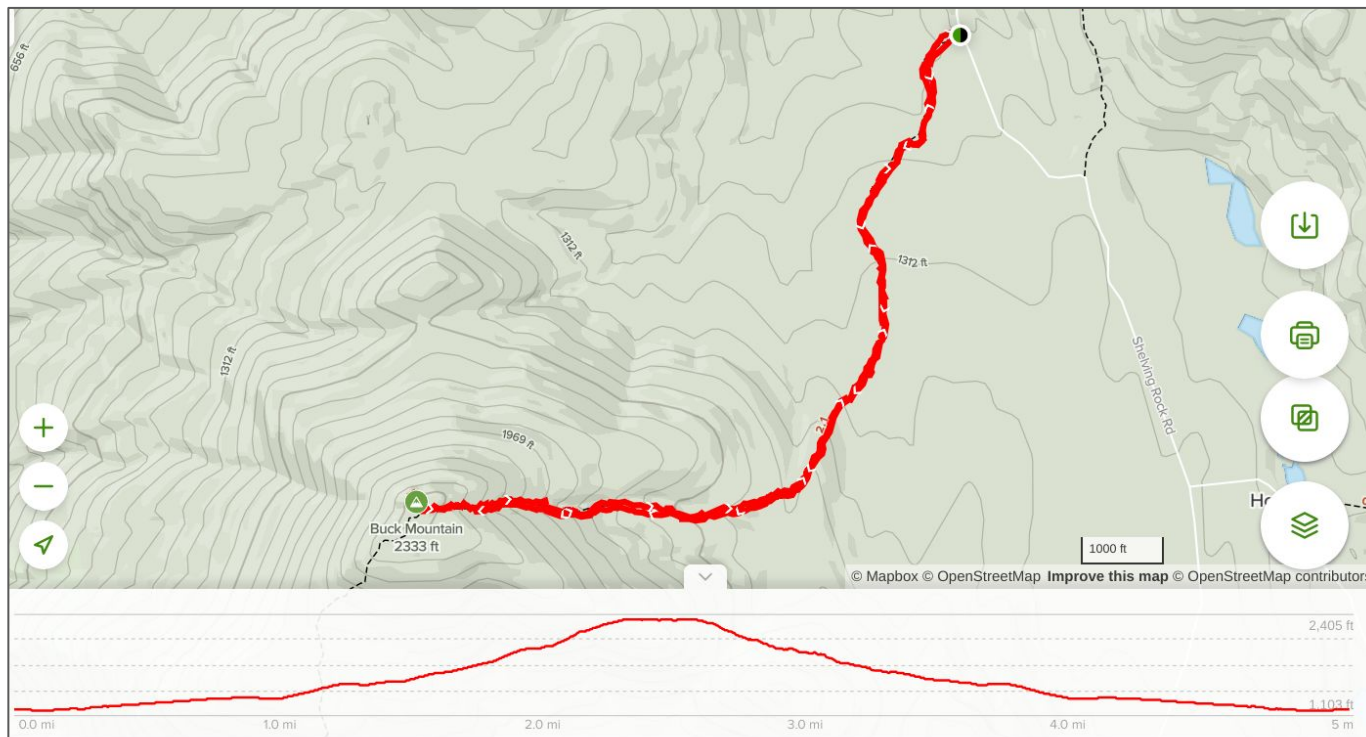 656 ft
1312 ft
1312 ft
1312 ft
Shelving Rock Rd
2.1
1969 ft
Buck Mountain
2333 ft
1000 ft
© Mapbox © OpenStreetMap Improve this map © OpenStreetMap contributors
2,405 ft
1,103 ft
0.0 mi 1.0 mi 2.0 mi 3.0 mi 4.0 mi 5 m